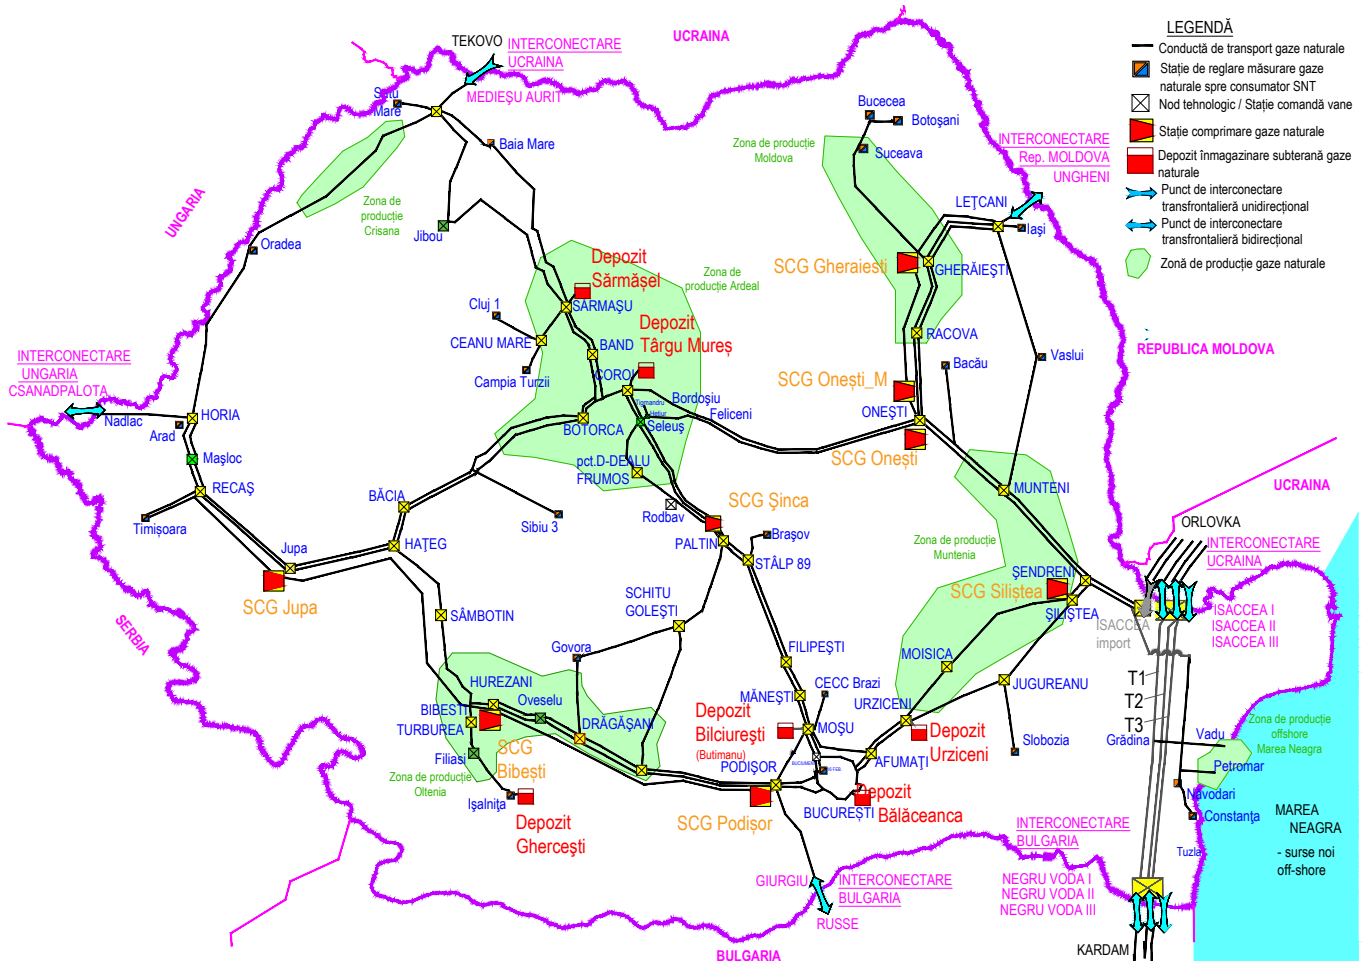 LEGENDĂ
Conductă de transport gaze naturale
Stație de reglare măsurare gaze
naturale spre consumator SNT
Nod tehnologic / Stație comandă vane
Stație comprimare gaze naturale
Depozit înmagazinare subterană gaze
naturale
Punct de interconectare
transfrontalieră unidirecțional
Punct de interconectare
transfrontalieră bidirecțional
Zonă de producție gaze naturale
TEKOVO
INTERCONECTARE
UCRAINA
UCRAINA
MEDIEȘU AURIT
Satu
Mare
Baia Mare
Zona de
producție
Crisana
Jibou
Oradea
UNGARIA
Bucecea
Botoșani
Suceava
Zona de producție
Moldova
INTERCONECTARE
Rep. MOLDOVA
UNGHENI
LEȚCANI
Iași
SCG Gheraiesti
GHERĂIEȘTI
RACOVA
Bacău
Vaslui
REPUBLICA MOLDOVA
Depozit
Sărmășel
SĂRMAȘU
Zona de
producție Ardeal
Cluj 1
CEANU MARE
Campia Turzii
BAND
Depozit
Târgu Mureș
COROI
Bordoșiu
Feliceni
Seleuș
BOTORCA
pct.D-DEALU
FRUMOS
Rodbav
SCG Onești_M
ONEȘTI
SCG Onești
MUNTENI
INTERCONECTARE
UNGARIA
CSANADPALOTA
Nadlac
HORIA
Arad
Mașloc
RECAȘ
Timișoara
Jupa
SCG Jupa
BĂCIA
HAȚEG
Sibiu 3
SCG Șinca
PALTIN
Brașov
STÂLP 89
SCHITU
GOLEȘTI
SÂMBOTIN
Govora
SERBIA
Zona de producție
Muntenia
ȘENDRENI
SCG Siliștea
ȘILIȘTEA
UCRAINA
ORLOVKA
INTERCONECTARE
UCRAINA
ISACCEA
import
ISACCEA I
ISACCEA II
ISACCEA III
FILIPEȘTI
MOISICA
MĂNEȘTI
CECC Brazi
URZICENI
JUGUREANU
Slobozia
HUREZANI
Oveselu
BIBESTI
TURBUREA
DRĂGĂȘANI
SCG
Bibești
Filiași
Zona de producție
Oltenia
Ișalnița
Depozit
Ghercești
Depozit
Bilciurești
(Butimanu)
MOȘU
Depozit
Urziceni
AFUMAȚI
PODIȘOR
SCG Podișor
BUCUREȘTI
Depozit
Bălăceanca
T1
T2
T3
Grădina
Vadu
Zona de producție
offshore
Marea Neagra
Petromar
Navodari
Constanța
Tuzla
MAREA
NEAGRA
- surse noi
off-shore
INTERCONECTARE
BULGARIA
NEGRU VODA I
NEGRU VODA II
NEGRU VODA III
KARDAM
GIURGIU
INTERCONECTARE
BULGARIA
RUSSE
BULGARIA